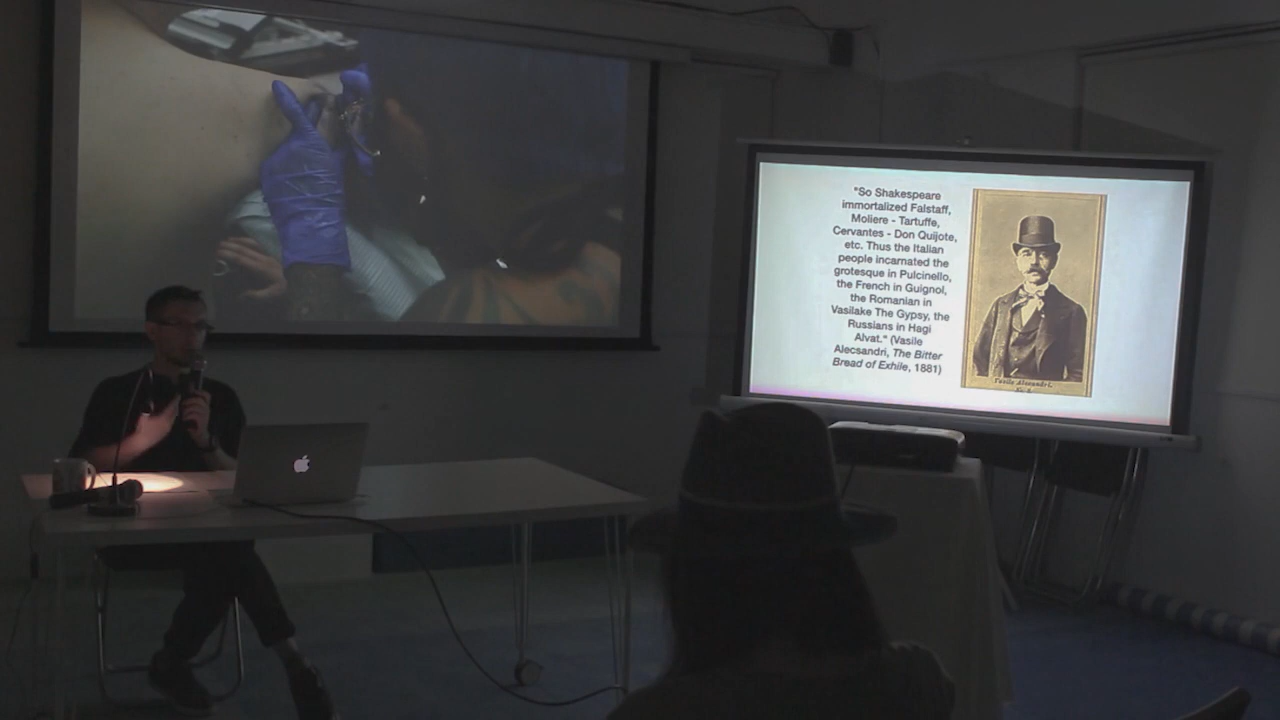 "So Shakespeare
immortalized Falstaff,
Moliere - Tartuffe,
Cervantes - Don Quijote,
etc. Thus the Italian
people incarnated the
grotesque in Pulcinello,
the French in Guignol,
the Romanian in
Vasilake The Gypsy, the
Russians in Hagi
Alvat." (Vasile
Alecsandri, The Bitter
Bread of Exhile, 1881)
Vasile Alecsandri.